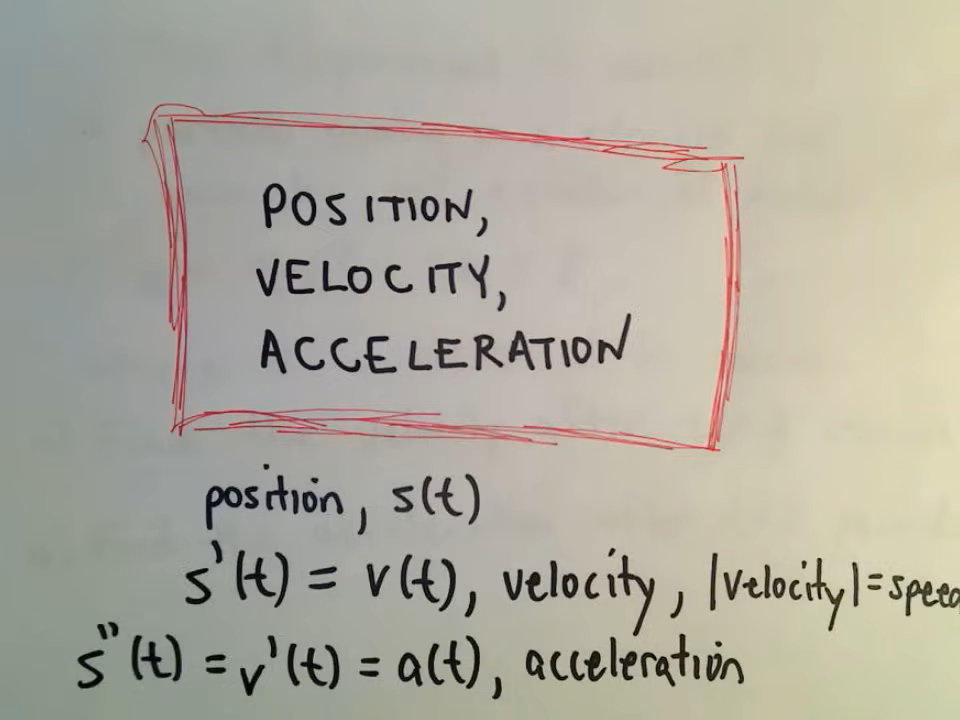 POSITION,
VELOCITY,
ACCELERATION
position, s(t)
s'(t) = v(t), velocity, |velocity|=speed
s''(t) = v'(t) = a(t), acceleration